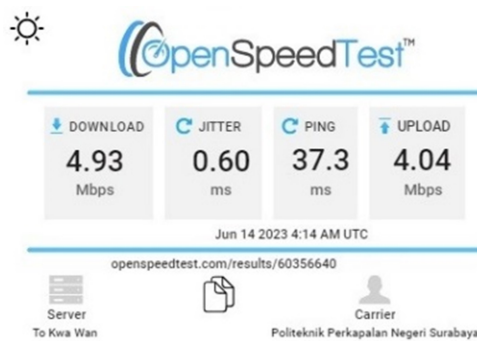 OpenSpeedTest™
DOWNLOAD JITTER PING UPLOAD
4.93 0.60 37.3 4.04
Mbps ms ms Mbps
Jun 14 2023 4:14 AM UTC
openspeedtest.com/results/60356640
Server Carrier
To Kwa Wan Politeknik Perkapalan Negeri Surabaya